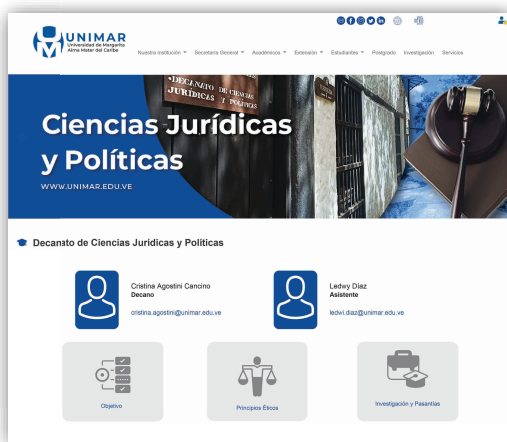 UNIMAR
Universidad de Margarita
Alma Mater del Caribe
Nuestra Institución Secretaría General Académicos Extensión Estudiantes Postgrado Investigación Servicios
DECANATO DE CIENCIAS
JURÍDICAS Y POLÍTICAS
Ciencias Jurídicas
y Políticas
WWW.UNIMAR.EDU.VE
Decanato de Ciencias Jurídicas y Políticas
Cristina Agostini Cancino
Decano
cristina.agostini@unimar.edu.ve
Ledwy Díaz
Asistente
ledwi.diaz@unimar.edu.ve
Objetivo
Principios Éticos
Investigación y Pasantías